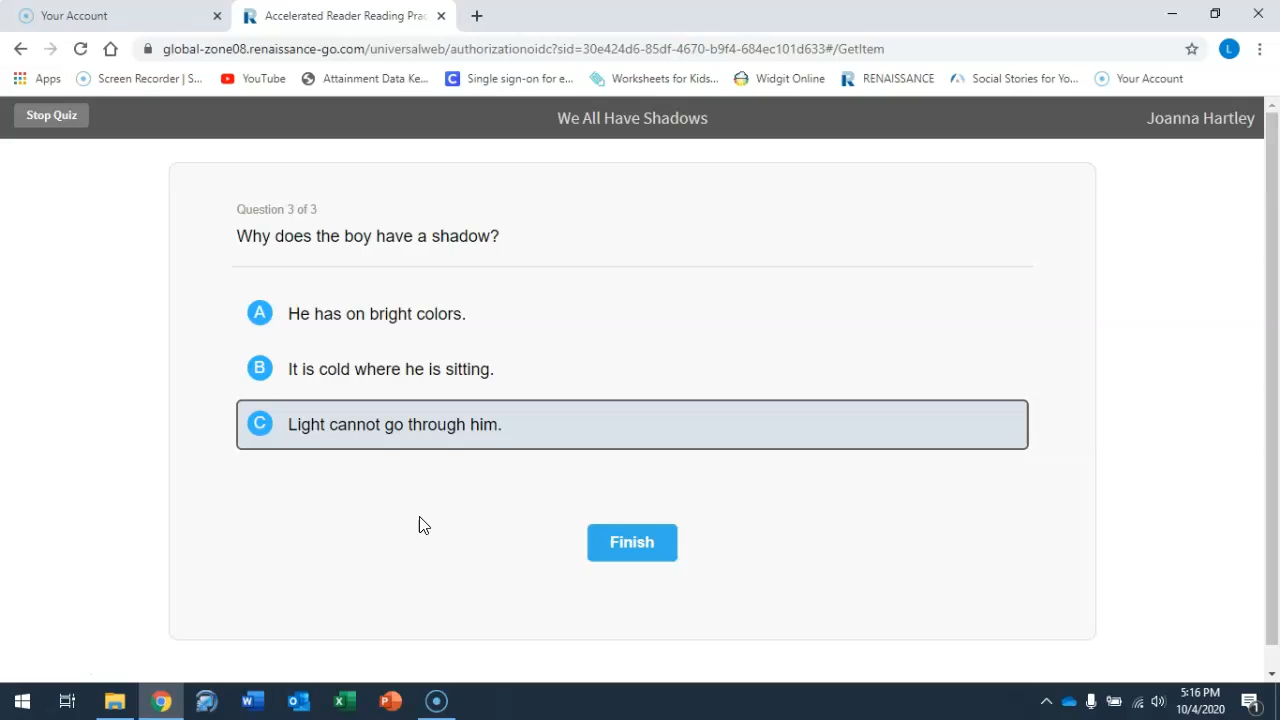 Your Account
Accelerated Reader Reading Prac
global-zone08.renaissance-go.com/universalweb/authorizationoidc?sid=30e424d6-85df-4670-b9f4-684ec101d633#/GetItem
L
Apps
Screen Recorder | S...
YouTube
Attainment Data Ke...
Single sign-on for e...
Worksheets for Kids...
Widgit Online
RENAISSANCE
Social Stories for Yo...
Your Account
Stop Quiz
We All Have Shadows
Joanna Hartley
Question 3 of 3
Why does the boy have a shadow?
A He has on bright colors.
B It is cold where he is sitting.
C Light cannot go through him.
Finish
5:16 PM
10/4/2020
1